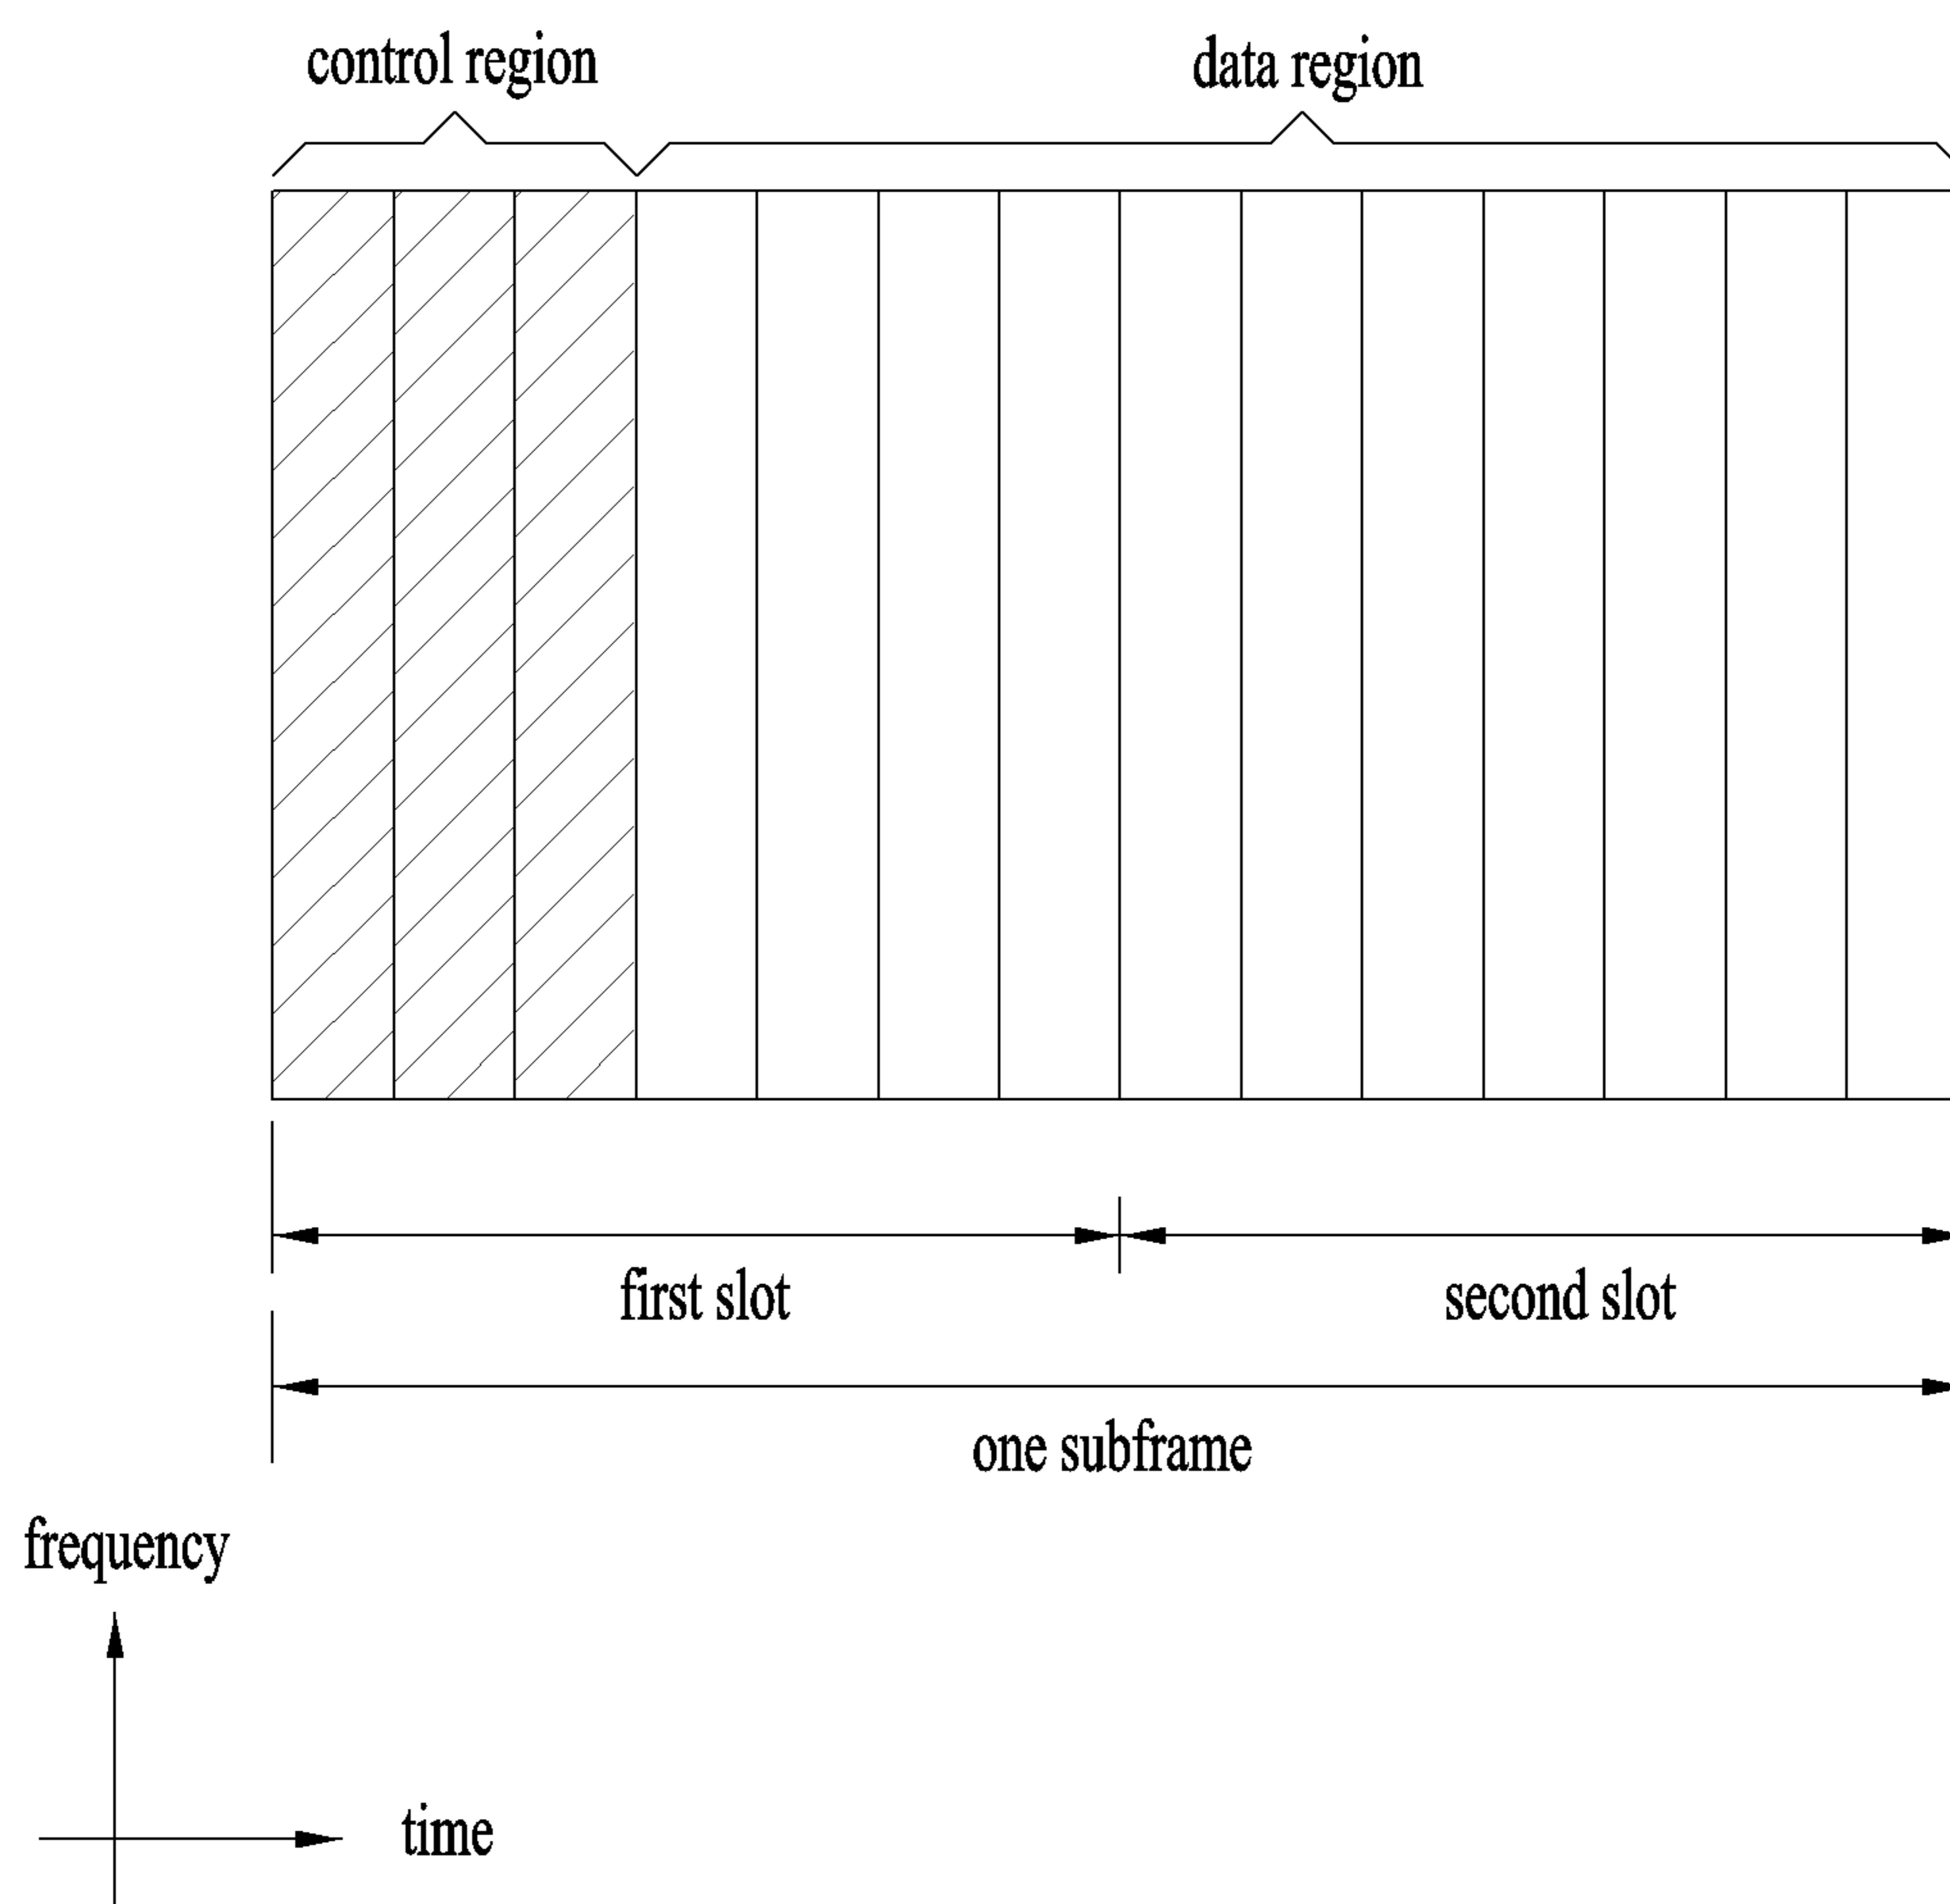 control region
data region
first slot
second slot
one subframe
frequency
time